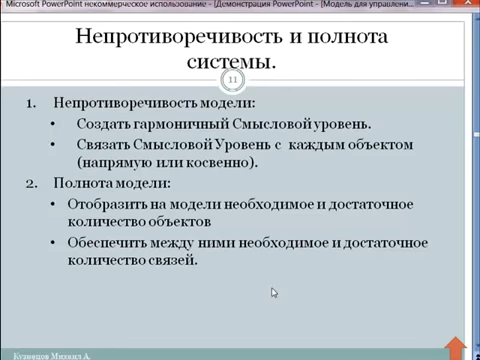 Microsoft PowerPoint некоммерческое использование - [Демонстрация PowerPoint - [Модель для управлени...
Непротиворечивость и полнота
системы.
11
1. Непротиворечивость модели:
• Создать гармоничный Смысловой уровень.
• Связать Смысловой Уровень с каждым объектом
(напрямую или косвенно).
2. Полнота модели:
• Отобразить на модели необходимое и достаточное
количество объектов
• Обеспечить между ними необходимое и достаточное
количество связей.
Кузнецов Михаил А.